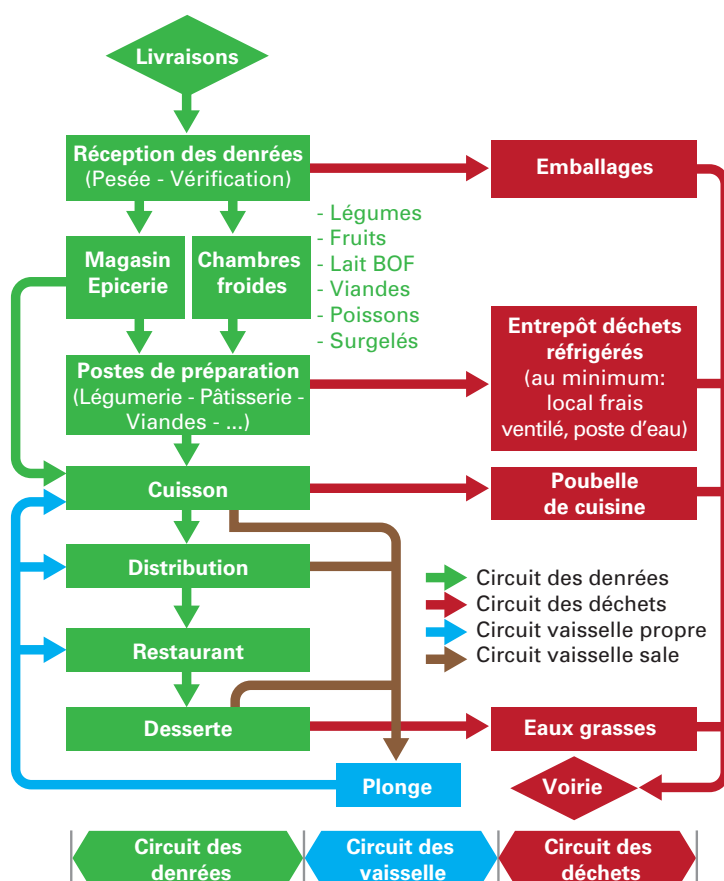 Livraisons
Réception des denrées
(Pesée - Vérification)
Emballages
Magasin
Epicerie
Chambres
froides
- Légumes
- Fruits
- Lait BOF
- Viandes
- Poissons
- Surgelés
Postes de préparation
(Légumerie - Pâtisserie -
Viandes - ...)
Entrepôt déchets
réfrigérés
(au minimum:
local frais
ventilé, poste d’eau)
Cuisson
Poubelle
de cuisine
Distribution
Circuit des denrées
Circuit des déchets
Circuit vaisselle propre
Circuit vaisselle sale
Restaurant
Desserte
Eaux grasses
Plonge
Voirie
Circuit des
denrées
Circuit des
vaisselle
Circuit des
déchets